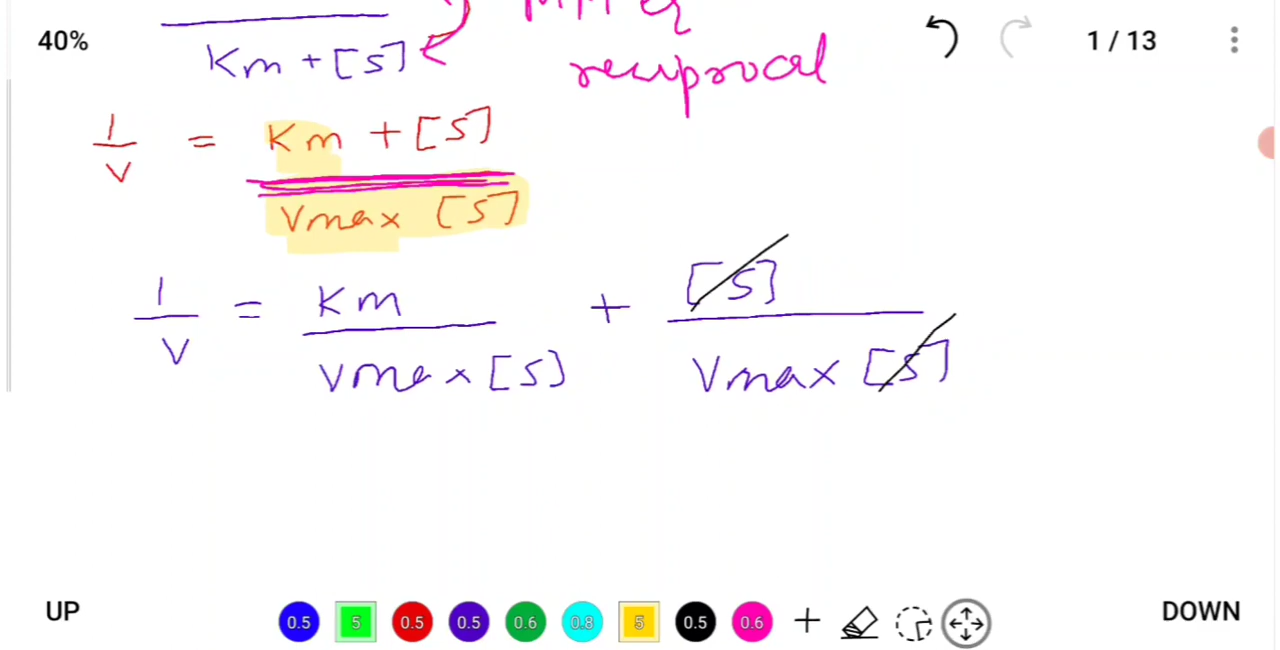 40%
1 / 13
Km + [S]
reciprocal
1/v = Km + [S] / Vmax [S]
1/v = Km / Vmax [S] + [S] / Vmax [S]
UP
0.5 5 0.5 0.5 0.6 0.8 5 0.5 0.6
DOWN